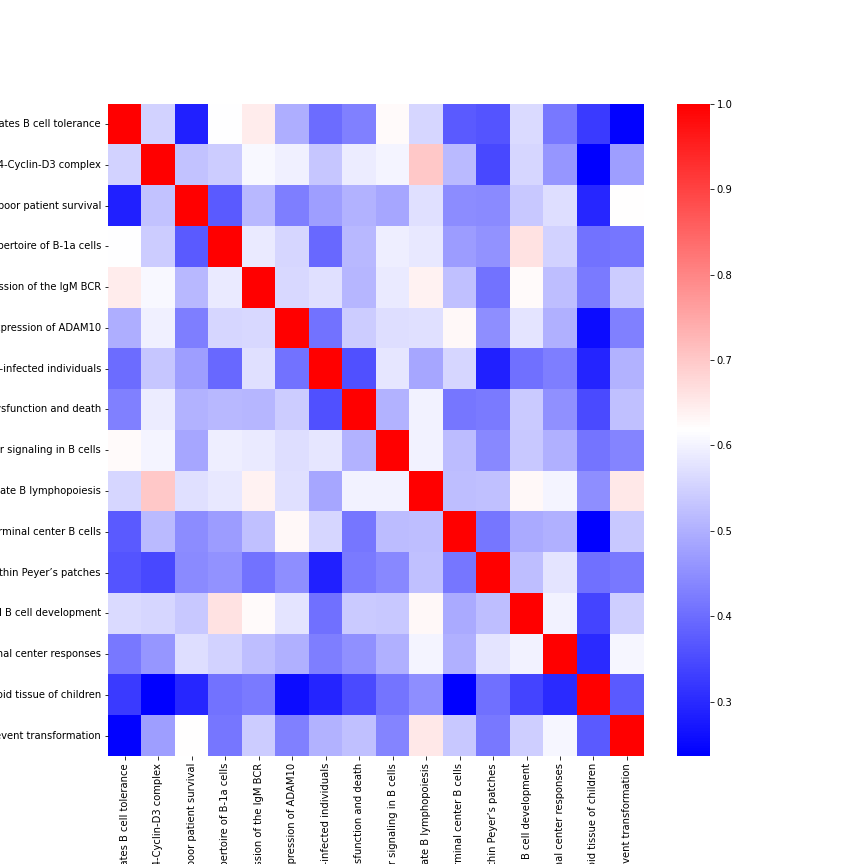 ates B cell tolerance
4-Cyclin-D3 complex
poor patient survival
pertoire of B-1a cells
ssion of the IgM BCR
pression of ADAM10
-infected individuals
ysfunction and death
r signaling in B cells
ate B lymphopoiesis
rminal center B cells
thin Peyer’s patches
l B cell development
nal center responses
oid tissue of children
event transformation
1.0
0.9
0.8
0.7
0.6
0.5
0.4
0.3
ates B cell tolerance
4-Cyclin-D3 complex
poor patient survival
pertoire of B-1a cells
ssion of the IgM BCR
pression of ADAM10
-infected individuals
sfunction and death
r signaling in B cells
ate B lymphopoiesis
rminal center B cells
thin Peyer’s patches
B cell development
nal center responses
oid tissue of children
vent transformation